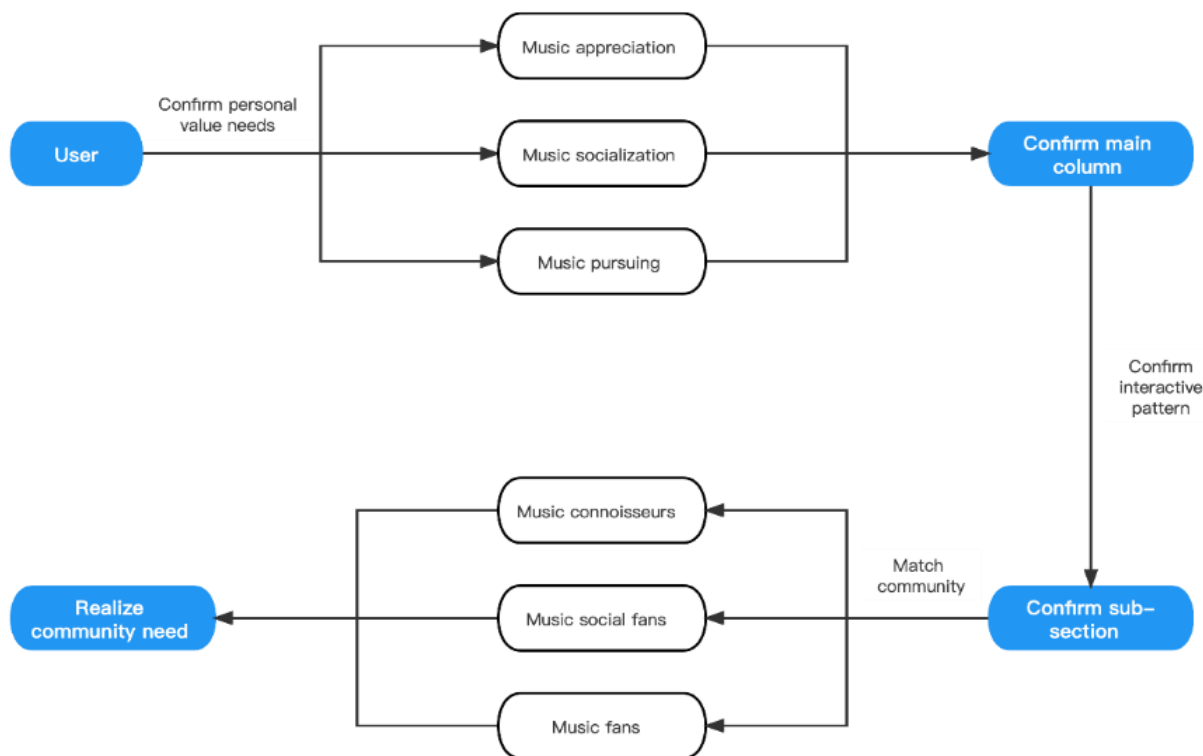 Music appreciation
Confirm personal
value needs
User
Music socialization
Confirm main
column
Music pursuing
Confirm
interactive
pattern
Music connoisseurs
Match
community
Realize
community need
Music social fans
Confirm sub-
section
Music fans